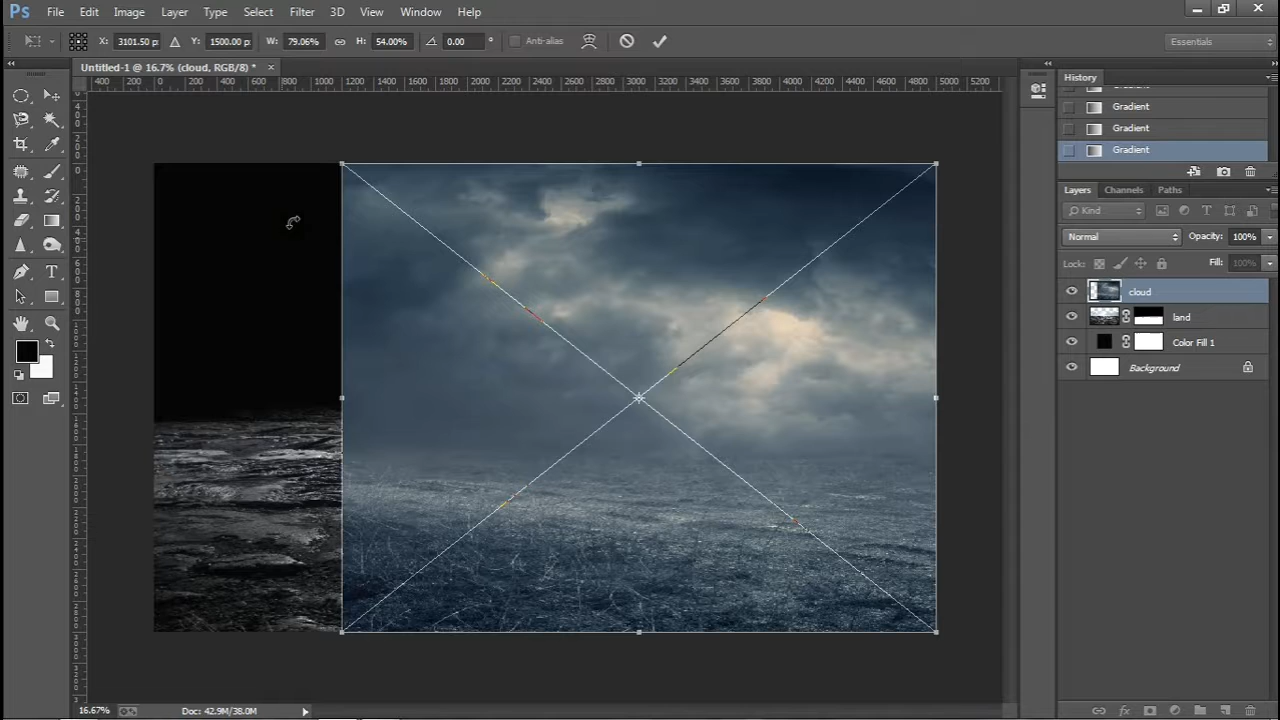 Ps File Edit Image Layer Type Select Filter 3D View Window Help
X: 3101.50 p: Y: 1500.00 p: W: 79.06% H: 54.00% 0.00 ° Anti-alias Essentials
Untitled-1 @ 16.7% (cloud, RGB/8) * ×
400 200 0 200 400 600 800 1000 1200 1400 1600 1800 2000 2200 2400 2600 2800 3000 3200 3400 3600 3800 4000 4200 4400 4600 4800 5000 5200
History
Gradient
Gradient
Gradient
Gradient
Layers Channels Paths
Kind
Normal Opacity: 100%
Lock: Fill: 100%
cloud
land
Color Fill 1
Background
16.67% Doc: 42.9M/38.0M